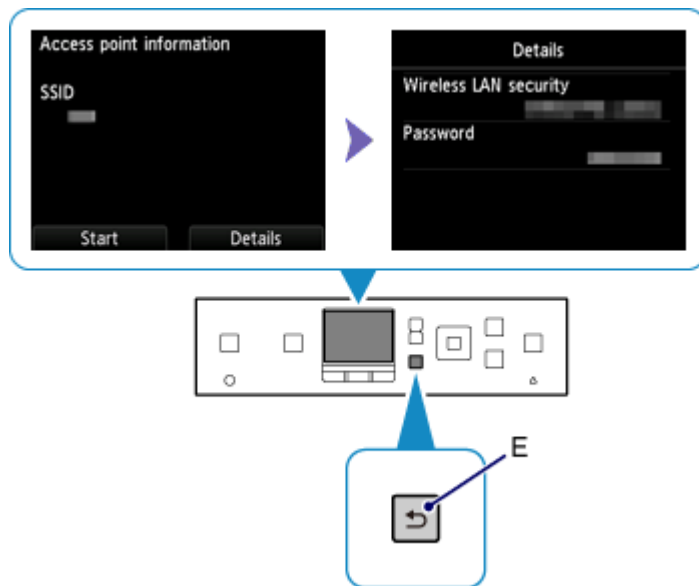 Access point information
SSID
Start
Details
Details
Wireless LAN security
Password
E